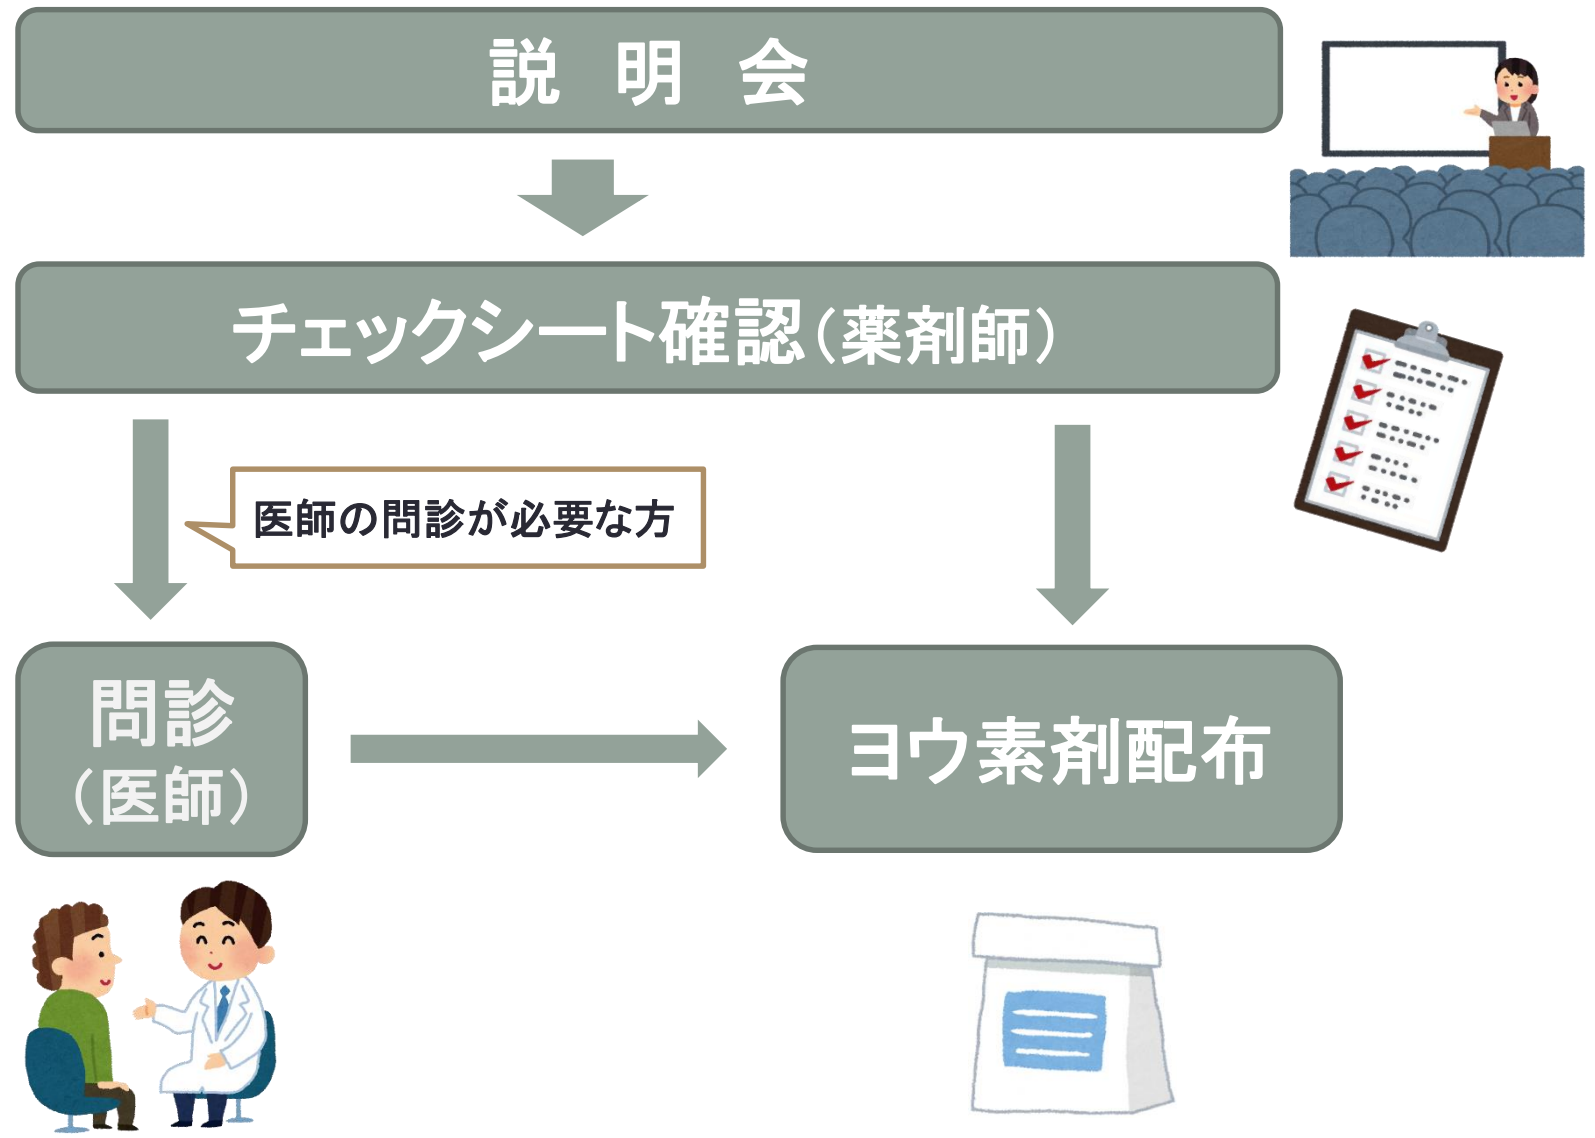 説　明　会
チェックシート確認（薬剤師）
医師の問診が必要な方
問診
（医師）
ヨウ素剤配布